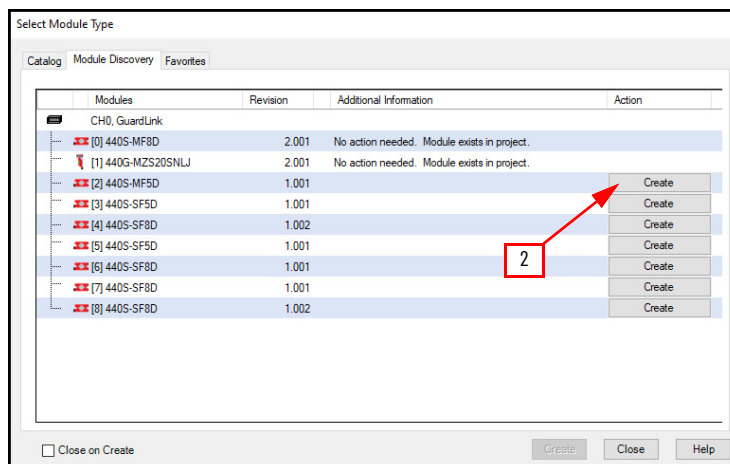 Select Module Type
Catalog Module Discovery Favorites
Modules Revision Additional Information Action
CH0, GuardLink
[0] 440S-MF8D 2.001 No action needed. Module exists in project.
[1] 440G-MZS20SNLJ 2.001 No action needed. Module exists in project.
[2] 440S-MF5D 1.001 Create
[3] 440S-SF5D 1.001 Create
[4] 440S-SF8D 1.002 Create
[5] 440S-SF5D 1.001 Create
2
[6] 440S-SF8D 1.001 Create
[7] 440S-SF8D 1.001 Create
[8] 440S-SF8D 1.002 Create
Close on Create Create Close Help